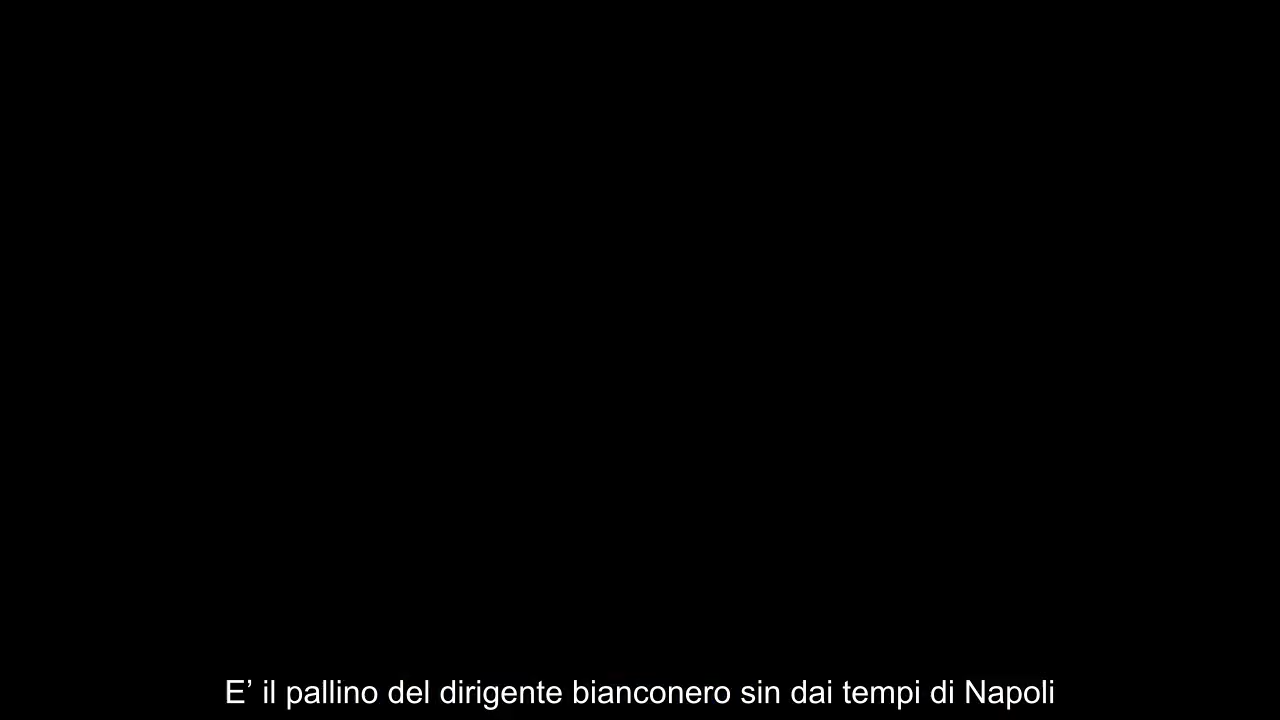 E’ il pallino del dirigente bianconero sin dai tempi di Napoli